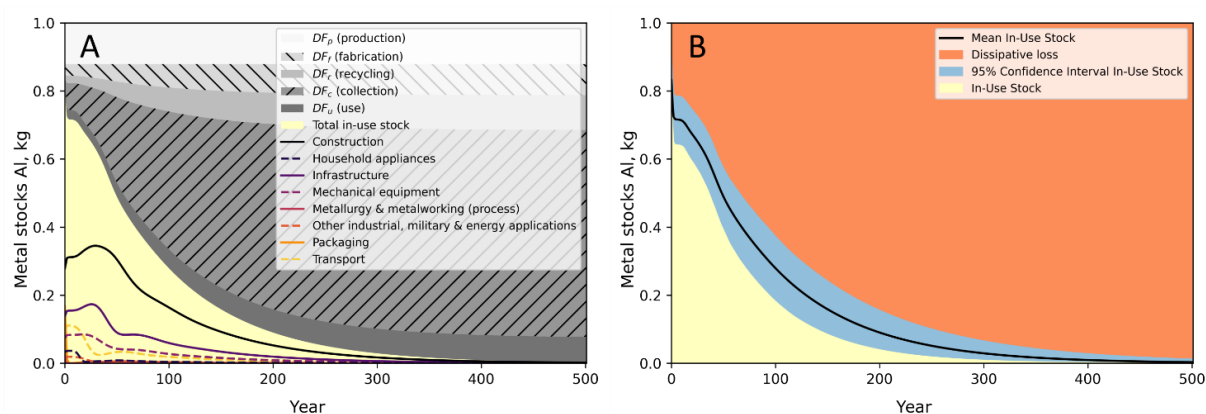 A
Metal stocks Al, kg
1.0
0.8
0.6
0.4
0.2
0.0
DFp (production)
DFf (fabrication)
DFr (recycling)
DFc (collection)
DFu (use)
Total in-use stock
Construction
Household appliances
Infrastructure
Mechanical equipment
Metallurgy & metalworking (process)
Other industrial, military & energy applications
Packaging
Transport
0 100 200 300 400 500
Year
B
Metal stocks Al, kg
1.0
0.8
0.6
0.4
0.2
0.0
Mean In-Use Stock
Dissipative loss
95% Confidence Interval In-Use Stock
In-Use Stock
0 100 200 300 400 500
Year